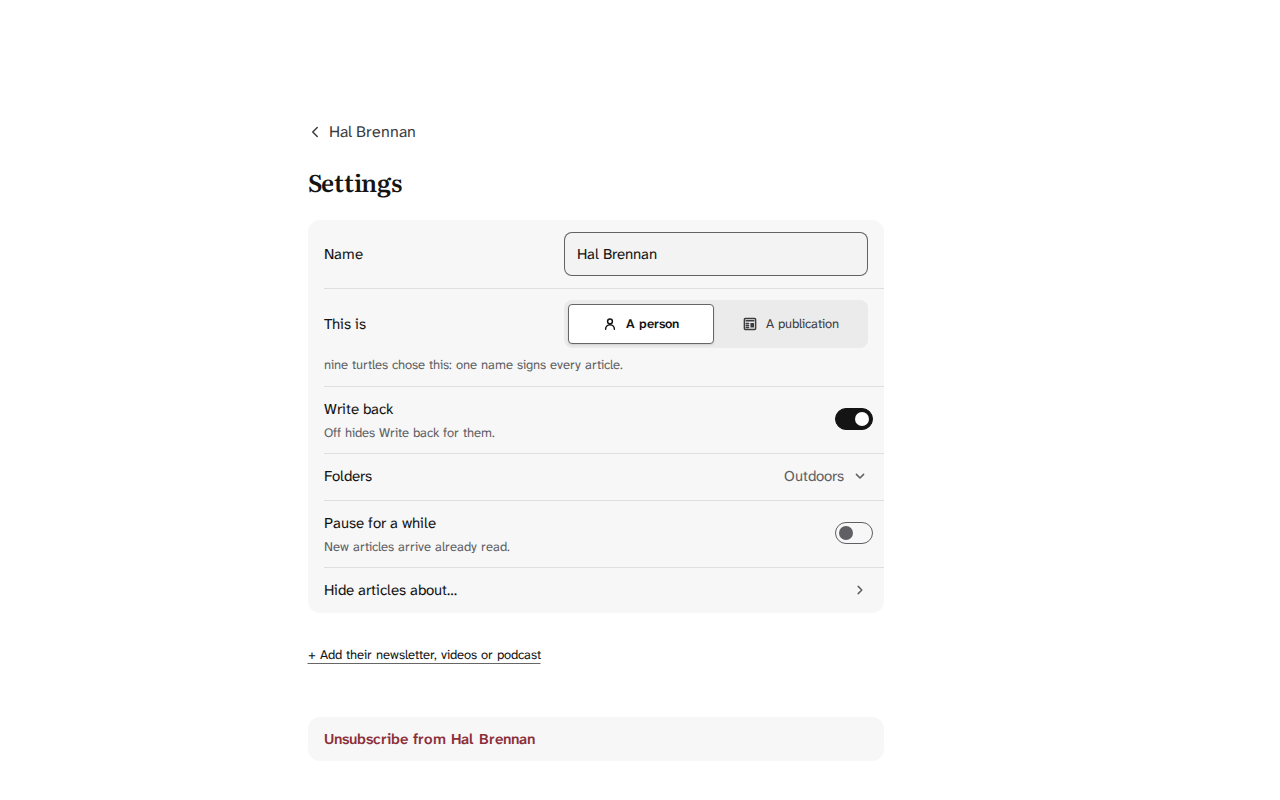 Hal Brennan
Settings
Name
Hal Brennan
This is
A person
A publication
nine turtles chose this: one name signs every article.
Write back
Off hides Write back for them.
Folders
Outdoors
Pause for a while
New articles arrive already read.
Hide articles about…
+ Add their newsletter, videos or podcast
Unsubscribe from Hal Brennan